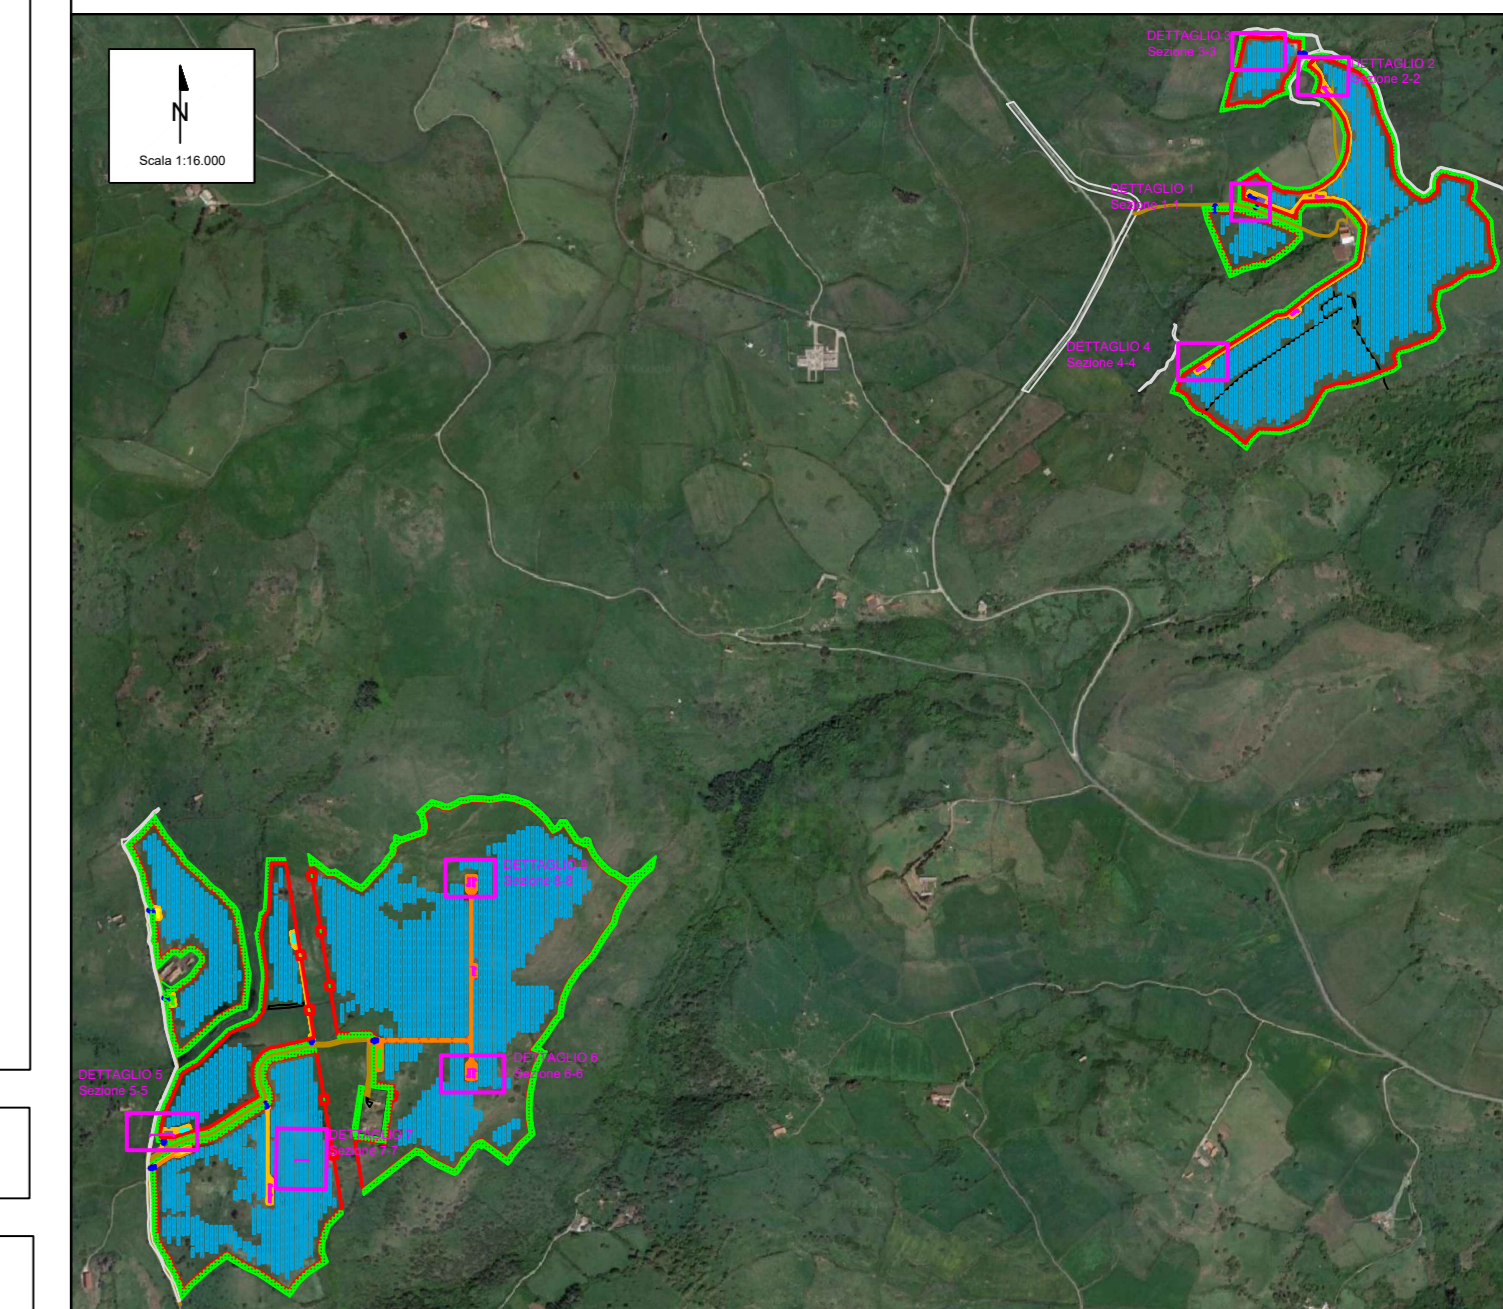 N
Scala 1:16.000
DETTAGLIO 3
Sezione 3-3
DETTAGLIO 2
Sezione 2-2
DETTAGLIO 1
Sezione 1-1
DETTAGLIO 4
Sezione 4-4
DETTAGLIO 8
Sezione 8-8
DETTAGLIO 6
Sezione 6-6
DETTAGLIO 5
Sezione 5-5
DETTAGLIO 7
Sezione 7-7